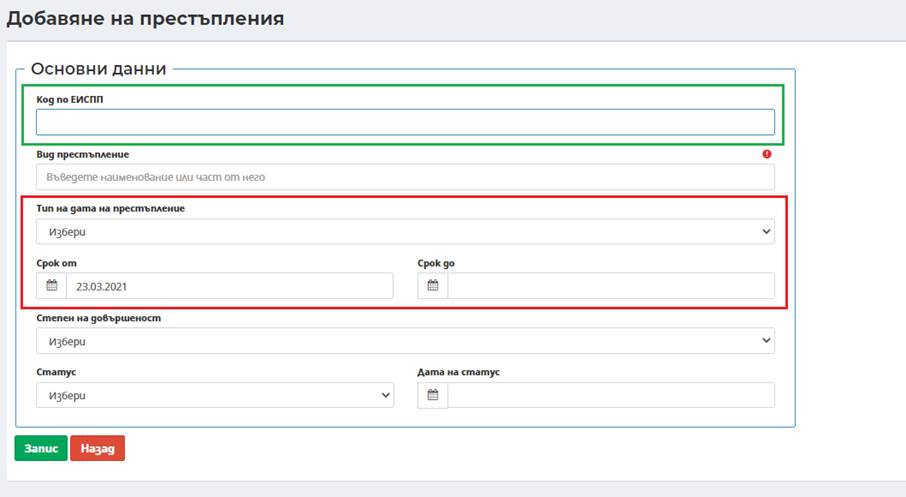 Добавяне на престъпления
Основни данни
Код по ЕИСПП
Вид престъпление
Въведете наименование или част от него
Тип на дата на престъпление
Избери
Срок от Срок до
23.03.2021
Степен на довършеност
Избери
Статус Дата на статус
Избери
Запис Назад